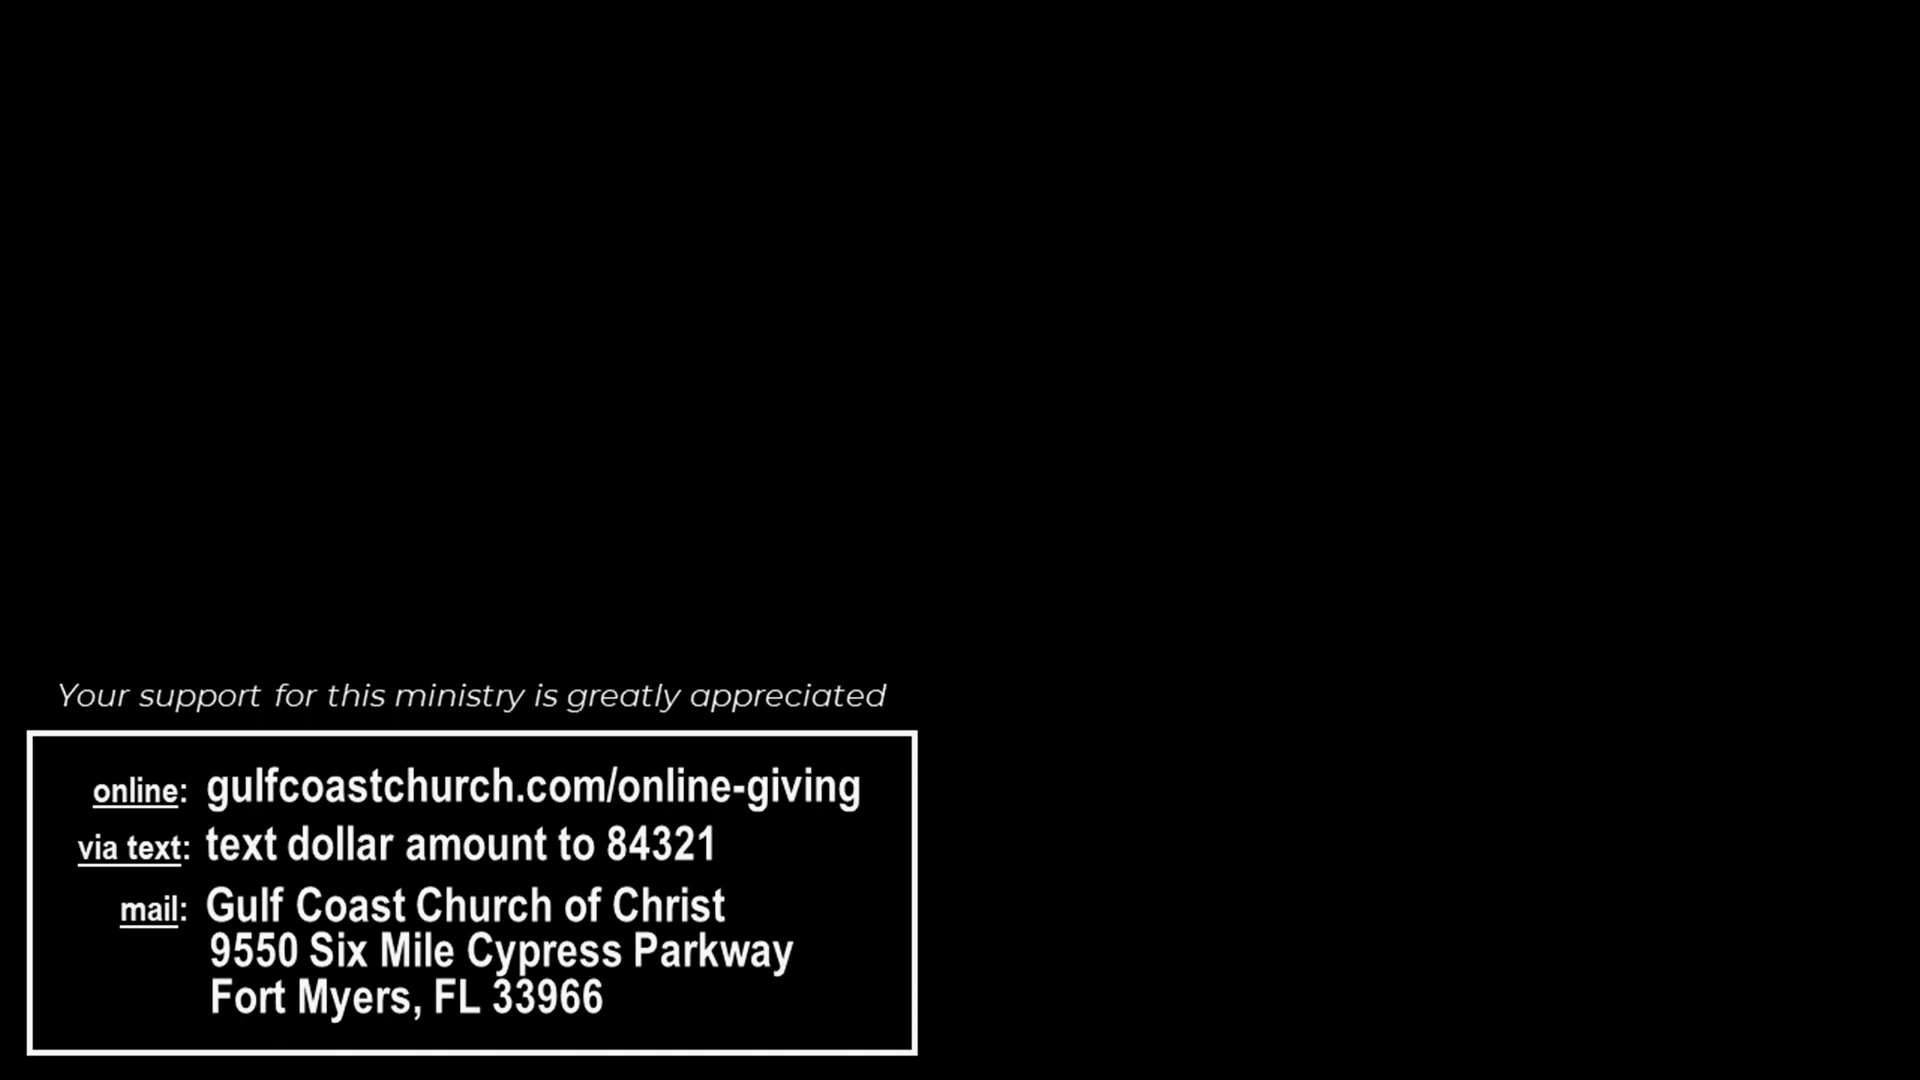 Your support for this ministry is greatly appreciated
online: gulfcoastchurch.com/online-giving
via text: text dollar amount to 84321
mail: Gulf Coast Church of Christ
9550 Six Mile Cypress Parkway
Fort Myers, FL 33966